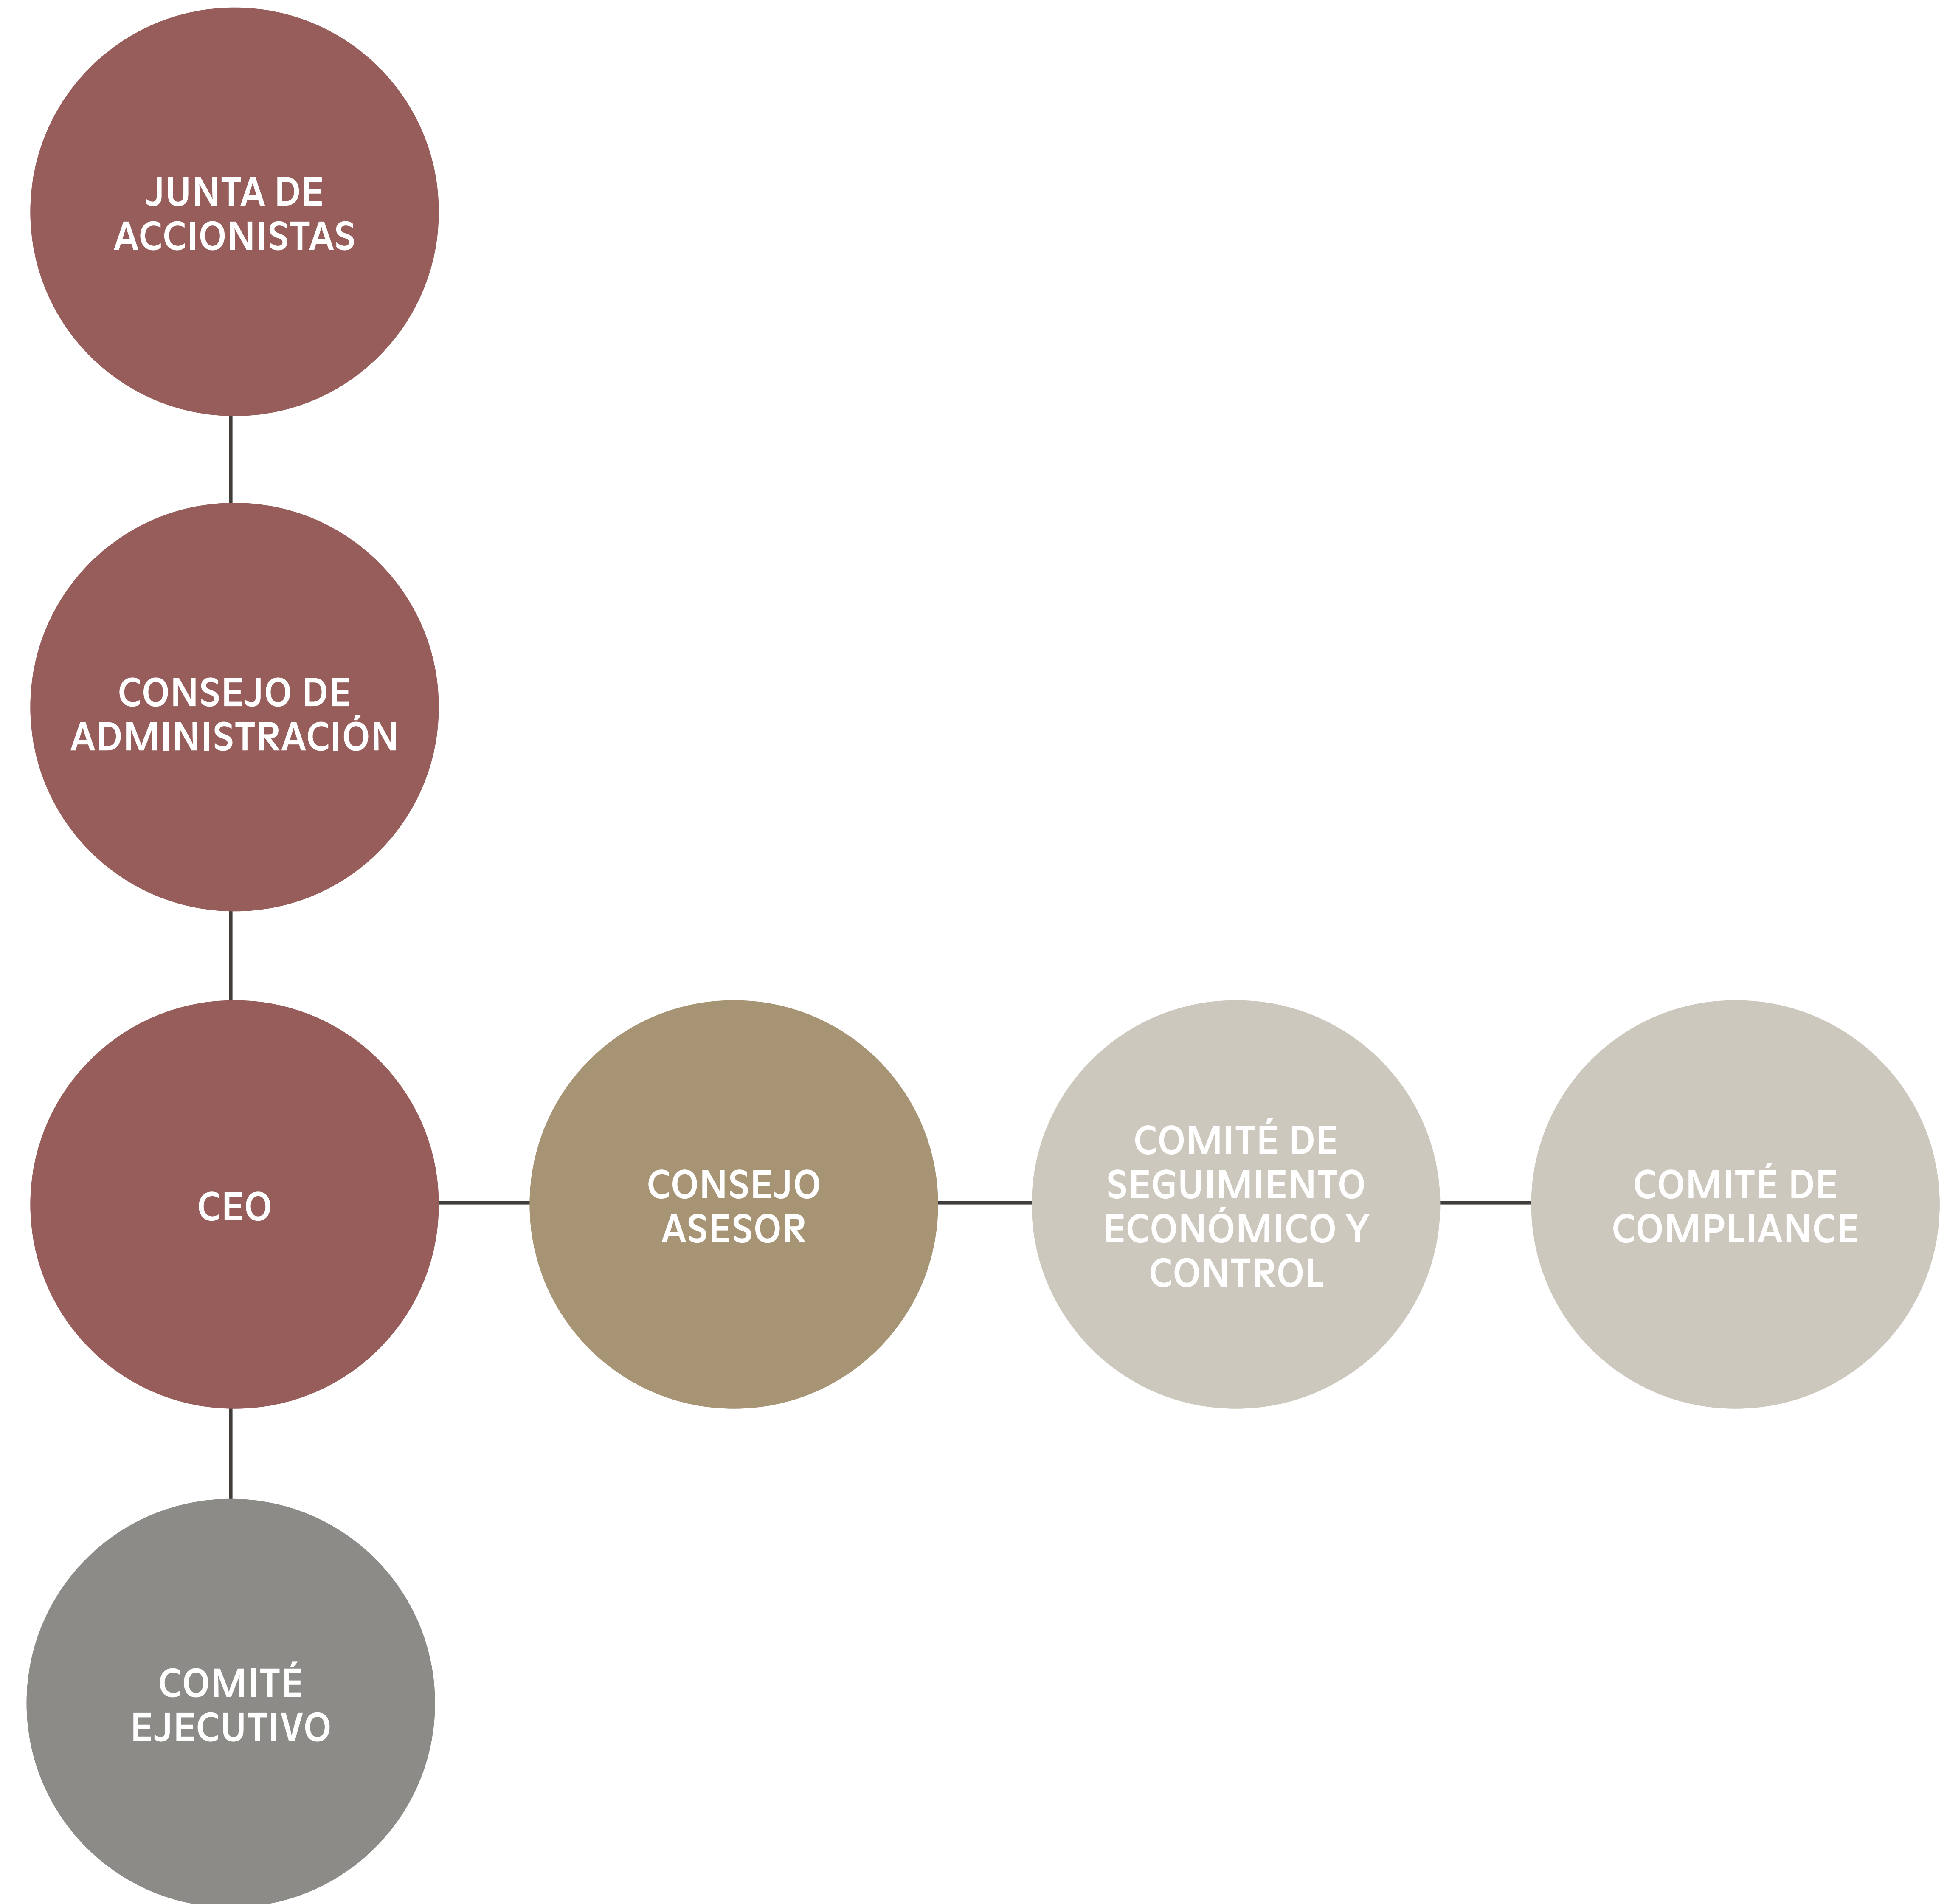 JUNTA DE
ACCIONISTAS
CONSEJO DE
ADMINISTRACIÓN
CEO
CONSEJO
ASESOR
COMITÉ DE
SEGUIMIENTO
ECONÓMICO Y
CONTROL
COMITÉ DE
COMPLIANCE
COMITÉ
EJECUTIVO